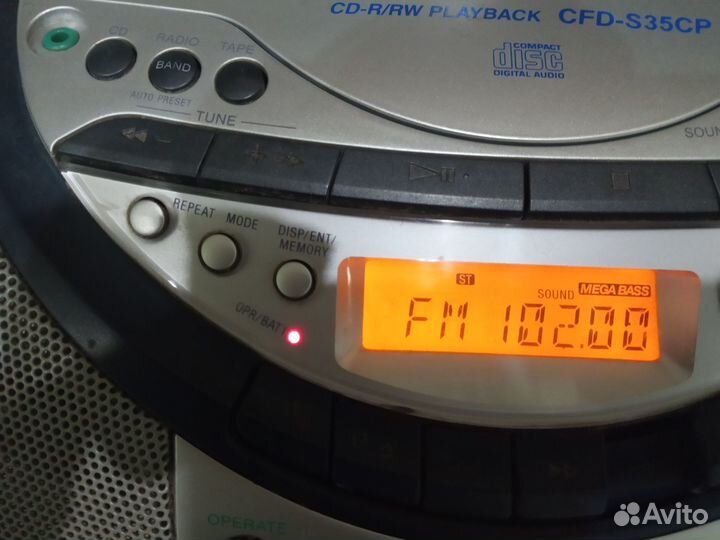 CD-R/RW PLAYBACK CFD-S35CP
COMPACT
disc
DIGITAL AUDIO
CD RADIO TAPE
BAND
AUTO PRESET
TUNE
SOUN
REPEAT MODE DISP/ENT/
MEMORY
OPR/BATT
ST
SOUND MEGA BASS
FM 102.00
OPERATE
Avito